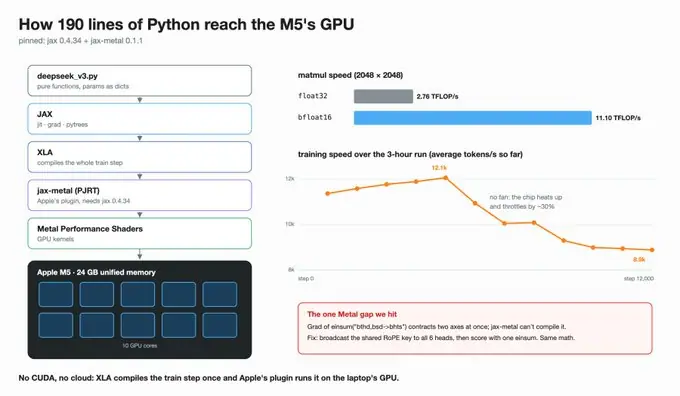 How 190 lines of Python reach the M5's GPU
pinned: jax 0.4.34 + jax-metal 0.1.1
deepseek_v3.py
pure functions, params as dicts
JAX
jit · grad · pytrees
XLA
compiles the whole train step
jax-metal (PJRT)
Apple's plugin, needs jax 0.4.34
Metal Performance Shaders
GPU kernels
Apple M5 · 24 GB unified memory
10 GPU cores
matmul speed (2048 × 2048)
float32 2.76 TFLOP/s
bfloat16 11.10 TFLOP/s
training speed over the 3-hour run (average tokens/s so far)
12k
12.1k
no fan: the chip heats up
and throttles by ~30%
10k
8.9k
8k
step 0 step 12,000
The one Metal gap we hit
Grad of einsum("bthd,bsd->bhts") contracts two axes at once; jax-metal can't compile it.
Fix: broadcast the shared RoPE key to all 6 heads, then score with one einsum. Same math.
No CUDA, no cloud: XLA compiles the train step once and Apple's plugin runs it on the laptop's GPU.